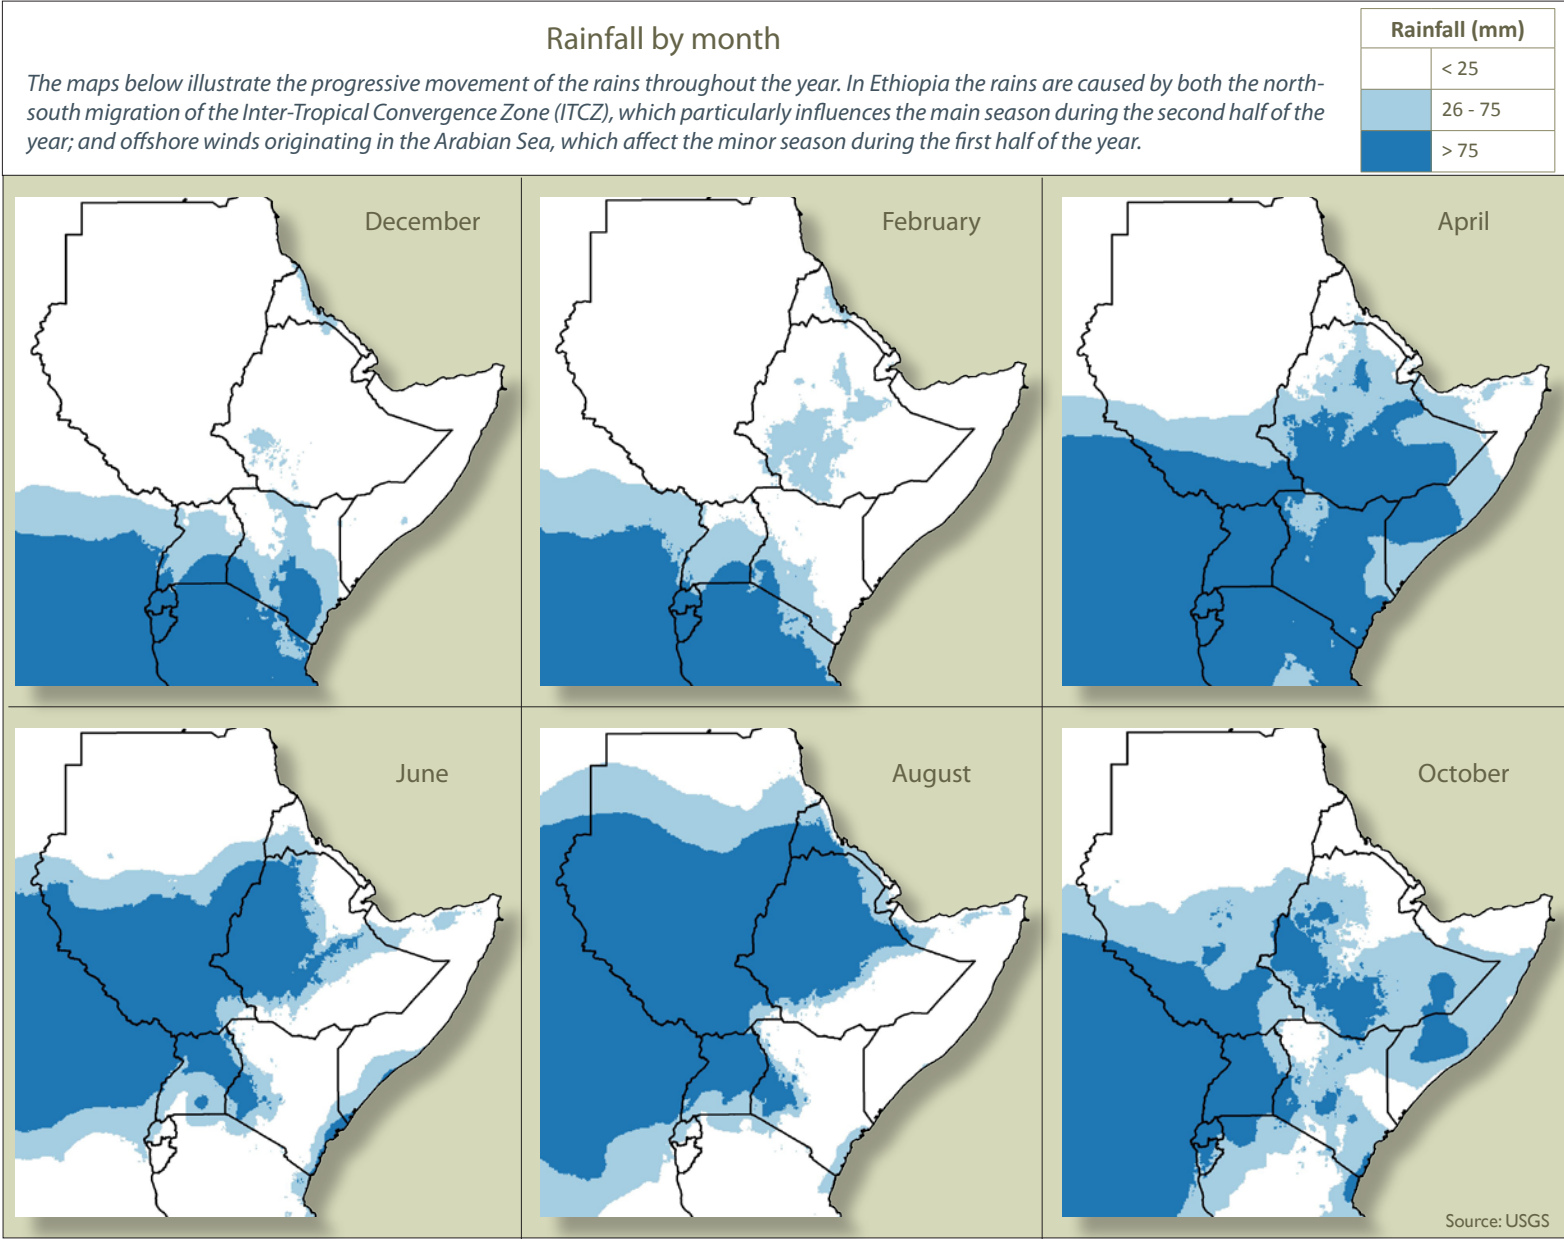 Rainfall by month
The maps below illustrate the progressive movement of the rains throughout the year. In Ethiopia the rains are caused by both the north-
south migration of the Inter-Tropical Convergence Zone (ITCZ), which particularly influences the main season during the second half of the
year; and offshore winds originating in the Arabian Sea, which affect the minor season during the first half of the year.
Rainfall (mm)
< 25
26 - 75
> 75
December
February
April
June
August
October
Source: USGS